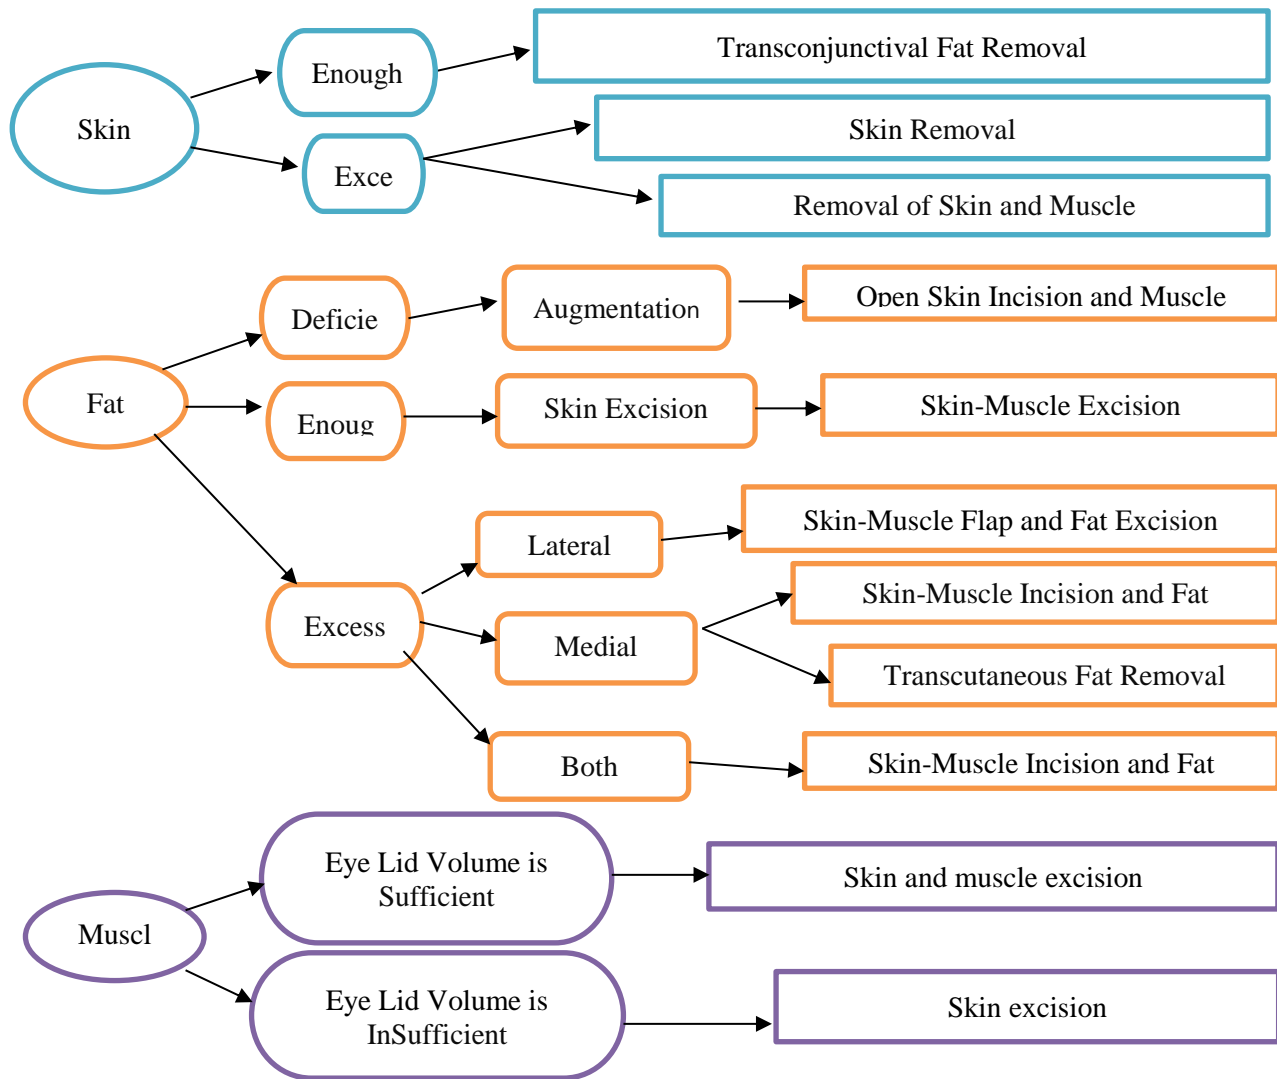 Skin
Enough
Transconjunctival Fat Removal
Exce
Skin Removal
Removal of Skin and Muscle
Fat
Deficie
Augmentation
Open Skin Incision and Muscle
Enoug
Skin Excision
Skin-Muscle Excision
Excess
Lateral
Skin-Muscle Flap and Fat Excision
Medial
Skin-Muscle Incision and Fat
Transcutaneous Fat Removal
Both
Skin-Muscle Incision and Fat
Muscl
Eye Lid Volume is
Sufficient
Skin and muscle excision
Eye Lid Volume is
InSufficient
Skin excision